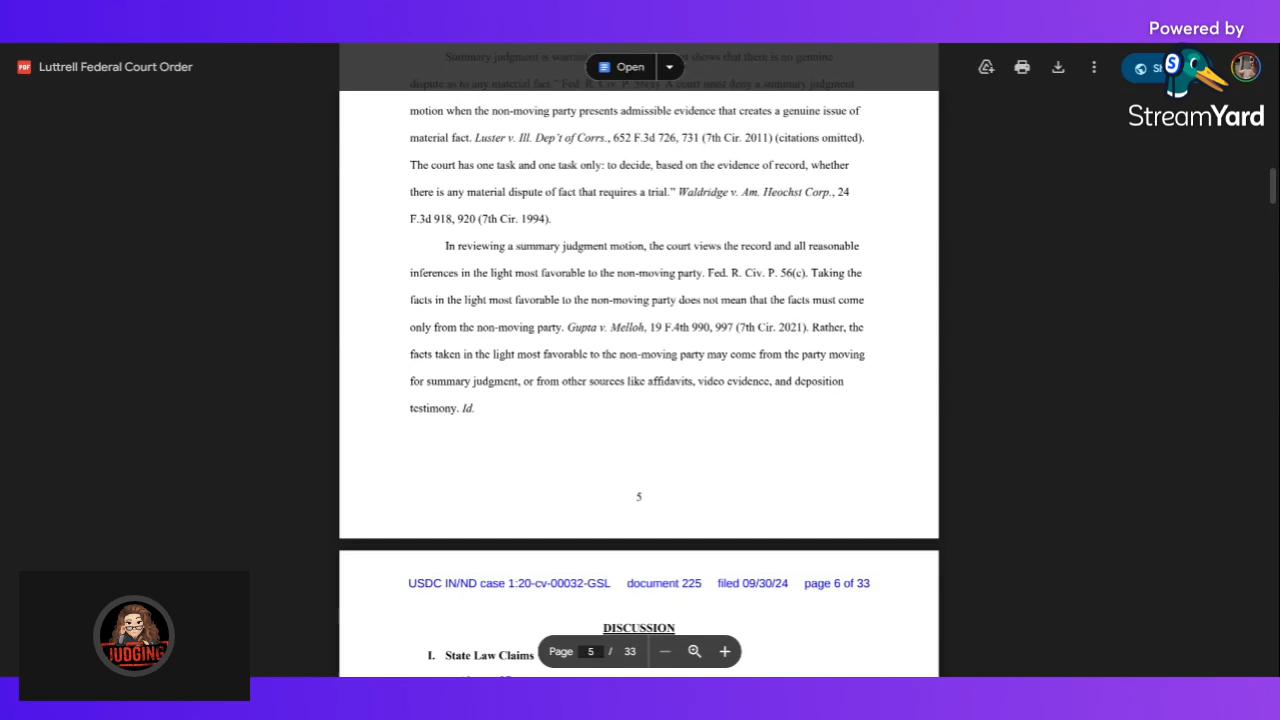 Powered by
StreamYard
PDF Luttrell Federal Court Order
Open
S
Summary judgment is warran t shows that there is no genuine
dispute as to any material fact." Fed. R. Civ. P. 56(a). A court must deny a summary judgment
motion when the non-moving party presents admissible evidence that creates a genuine issue of
material fact. Luster v. Ill. Dep't of Corrs., 652 F.3d 726, 731 (7th Cir. 2011) (citations omitted).
The court has one task and one task only: to decide, based on the evidence of record, whether
there is any material dispute of fact that requires a trial." Waldridge v. Am. Heochst Corp., 24
F.3d 918, 920 (7th Cir. 1994).
In reviewing a summary judgment motion, the court views the record and all reasonable
inferences in the light most favorable to the non-moving party. Fed. R. Civ. P. 56(c). Taking the
facts in the light most favorable to the non-moving party does not mean that the facts must come
only from the non-moving party. Gupta v. Melloh, 19 F.4th 990, 997 (7th Cir. 2021). Rather, the
facts taken in the light most favorable to the non-moving party may come from the party moving
for summary judgment, or from other sources like affidavits, video evidence, and deposition
testimony. Id.
5
USDC IN/ND case 1:20-cv-00032-GSL document 225 filed 09/30/24 page 6 of 33
DISCUSSION
I. State Law Claims
Page 5 / 33
JUDGING